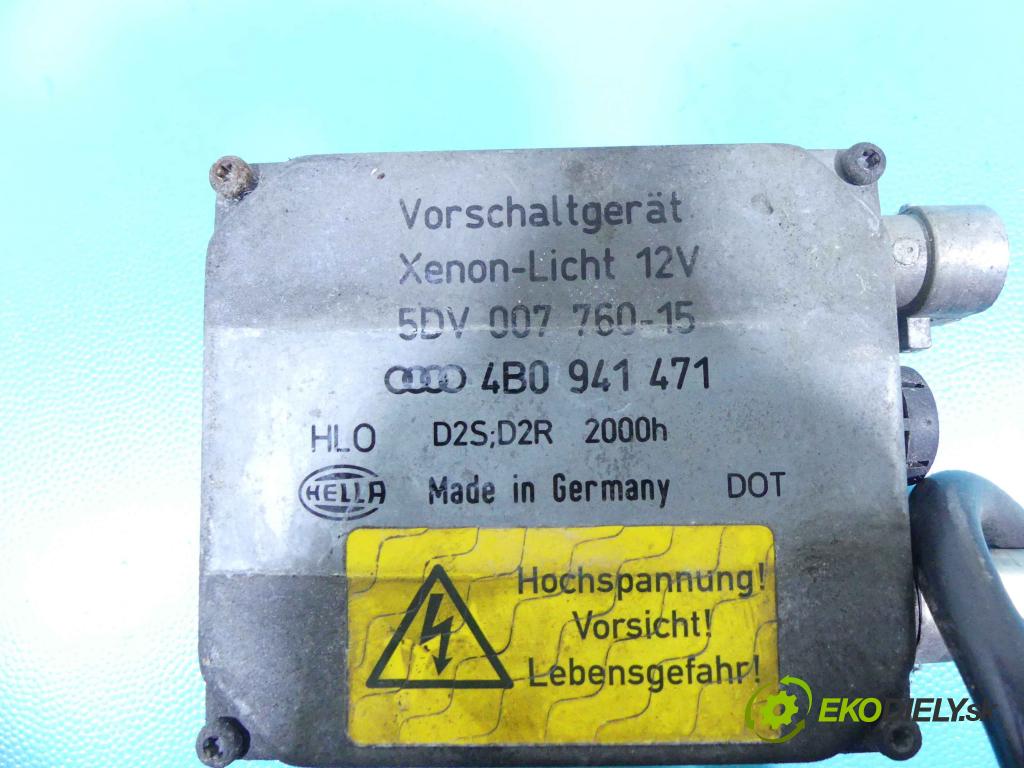 Vorschaltgerät
Xenon-Licht 12V
5DV 007 760-15
4B0 941 471
HLO D2S;D2R 2000h
HELLA Made in Germany DOT
Hochspannung!
Vorsicht!
Lebensgefahr!
EKODIELY.sk